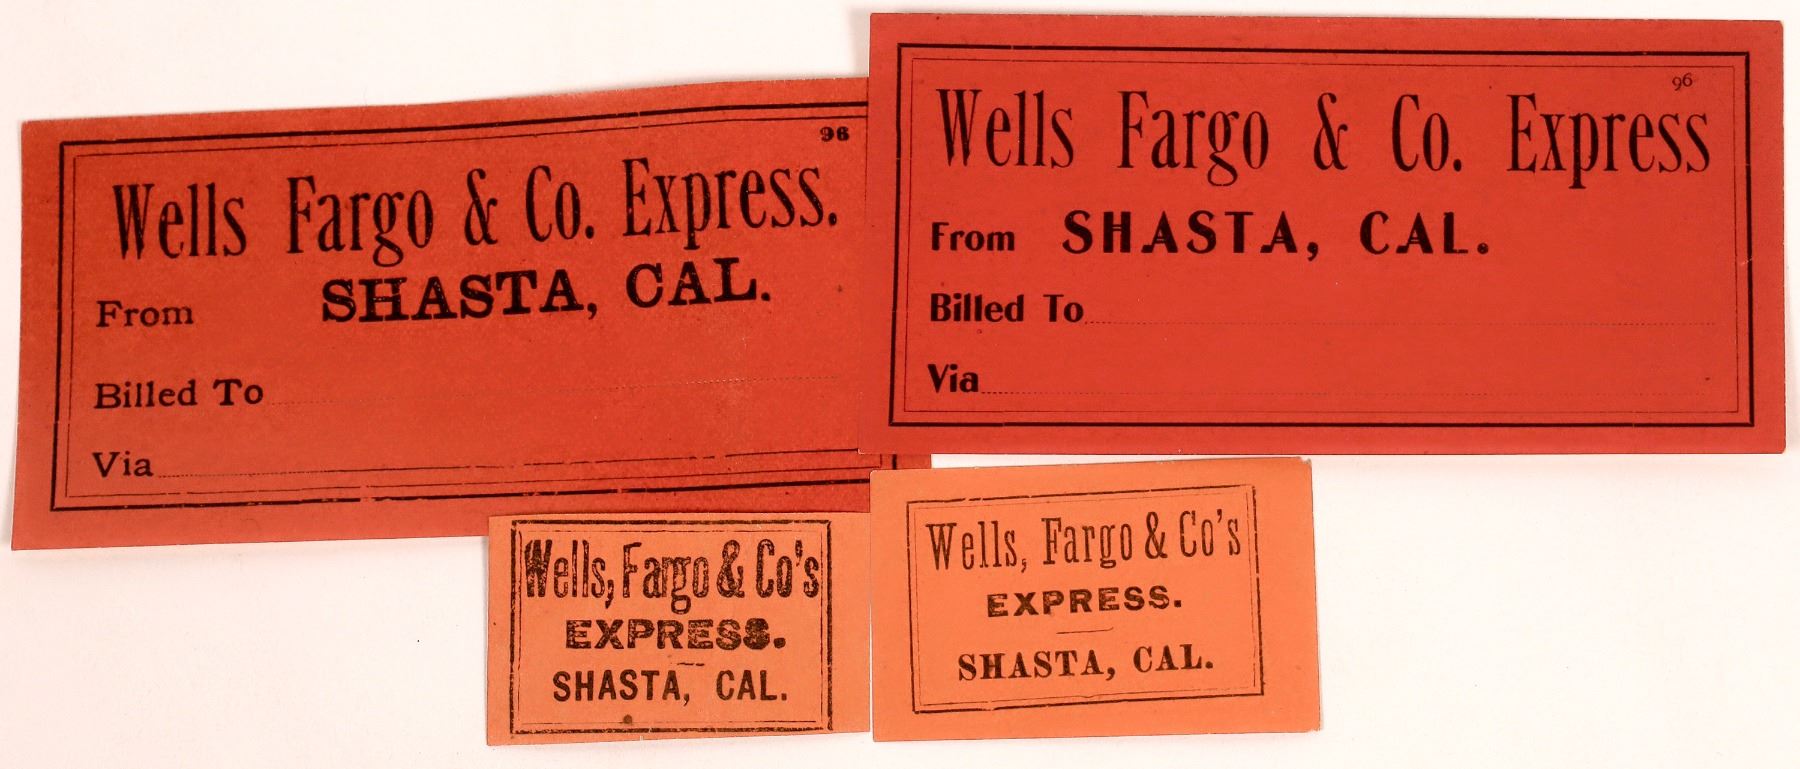 96
Wells Fargo & Co. Express.
From SHASTA, CAL.
Billed To
Via
96
Wells Fargo & Co. Express
From SHASTA, CAL.
Billed To
Via
Wells, Fargo & Co's
EXPRESS.
SHASTA, CAL.
Wells, Fargo & Co's
EXPRESS.
SHASTA, CAL.